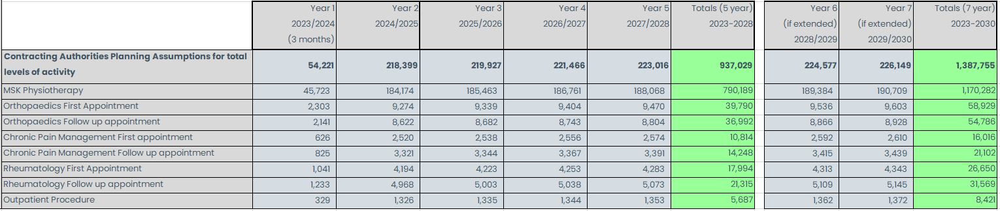 Year 1 Year 2 Year 3 Year 4 Year 5 Totals (5 year) Year 6 Year 7 Totals (7 year)
2023/2024 2024/2025 2025/2026 2026/2027 2027/2028 2023-2028 (if extended) (if extended) 2023-2030
(3 months) 2028/2029 2029/2030
Contracting Authorities Planning Assumptions for total
levels of activity 54,221 218,399 219,927 221,466 223,016 937,029 224,577 226,149 1,387,755
MSK Physiotherapy 45,723 184,174 185,463 186,761 188,068 790,189 189,384 190,709 1,170,282
Orthopaedics First Appointment 2,303 9,274 9,339 9,404 9,470 39,790 9,536 9,603 58,929
Orthopaedics Follow up appointment 2,141 8,622 8,682 8,743 8,804 36,992 8,866 8,928 54,786
Chronic Pain Management First appointment 626 2,520 2,538 2,556 2,574 10,814 2,592 2,610 16,016
Chronic Pain Management Follow up appointment 825 3,321 3,344 3,367 3,391 14,248 3,415 3,439 21,102
Rheumatology First Appointment 1,041 4,194 4,223 4,253 4,283 17,994 4,313 4,343 26,650
Rheumatology Follow up appointment 1,233 4,968 5,003 5,038 5,073 21,315 5,109 5,145 31,569
Outpatient Procedure 329 1,326 1,335 1,344 1,353 5,687 1,362 1,372 8,421